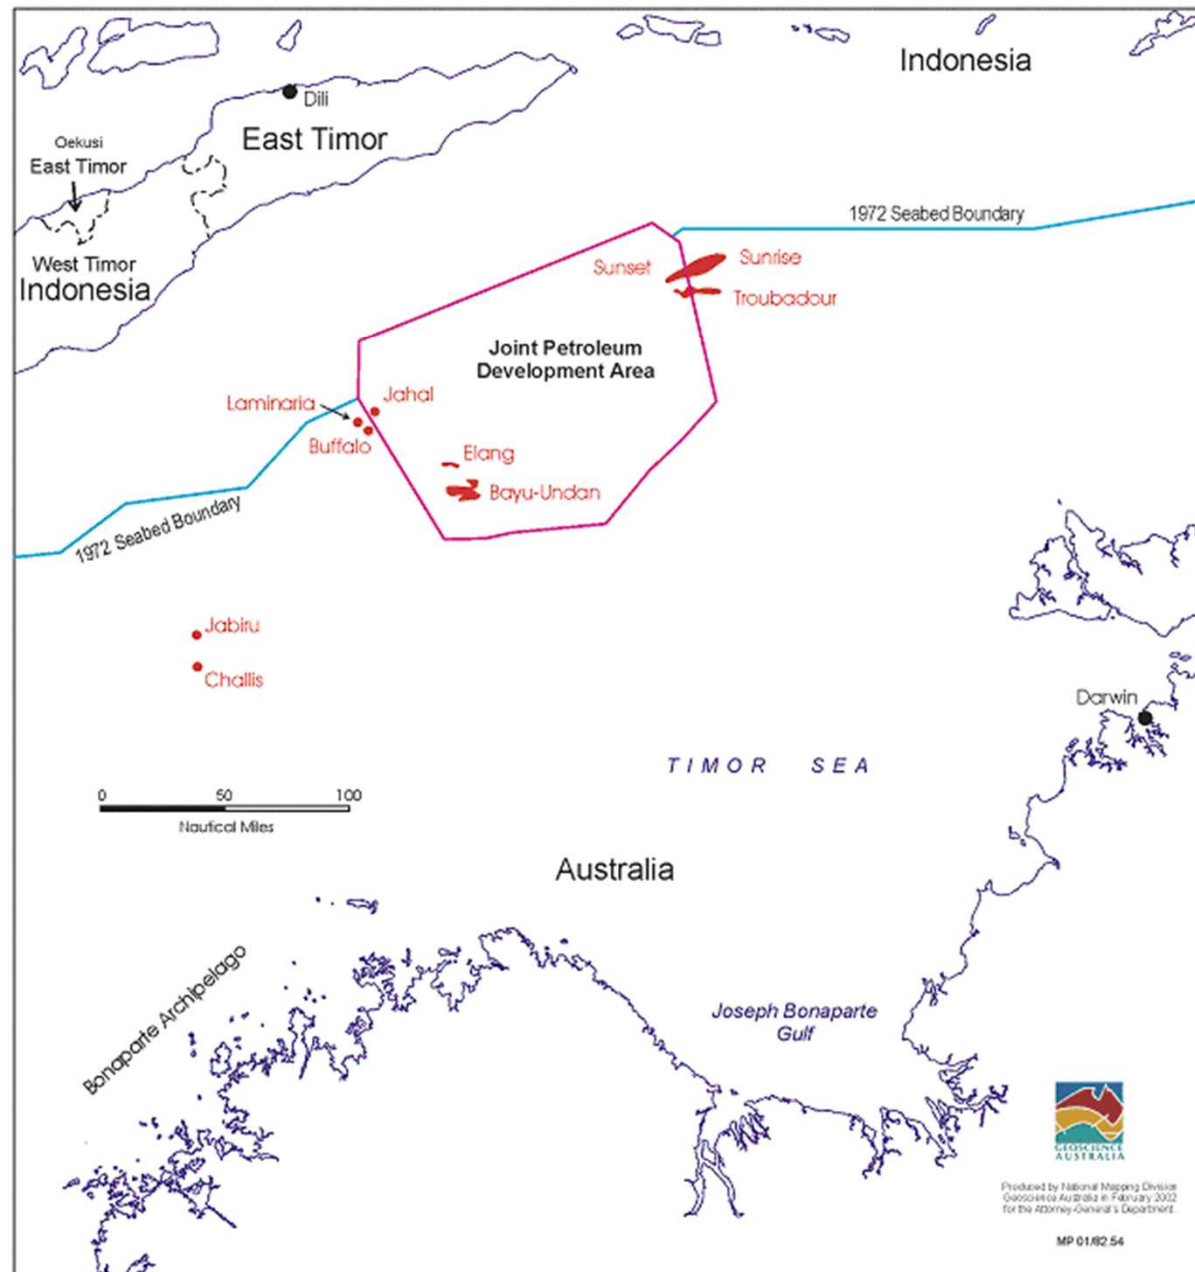 Indonesia
Dili
East Timor
Oekusi
East Timor
West Timor
Indonesia
1972 Seabed Boundary
Sunset
Sunrise
Troubadour
Joint Petroleum
Development Area
Laminaria
Jahal
Buffalo
Elang
Bayu-Undan
1972 Seabed Boundary
Jabiru
Challis
Darwin
TIMOR SEA
0 50 100
Nautical Miles
Australia
Bonaparte Archipelago
Joseph Bonaparte
Gulf
GEOSCIENCE
AUSTRALIA
Produced by National Mapping Division
Geoscience Australia in February 2002
for the Attorney-General's Department.
MP 01/82.54